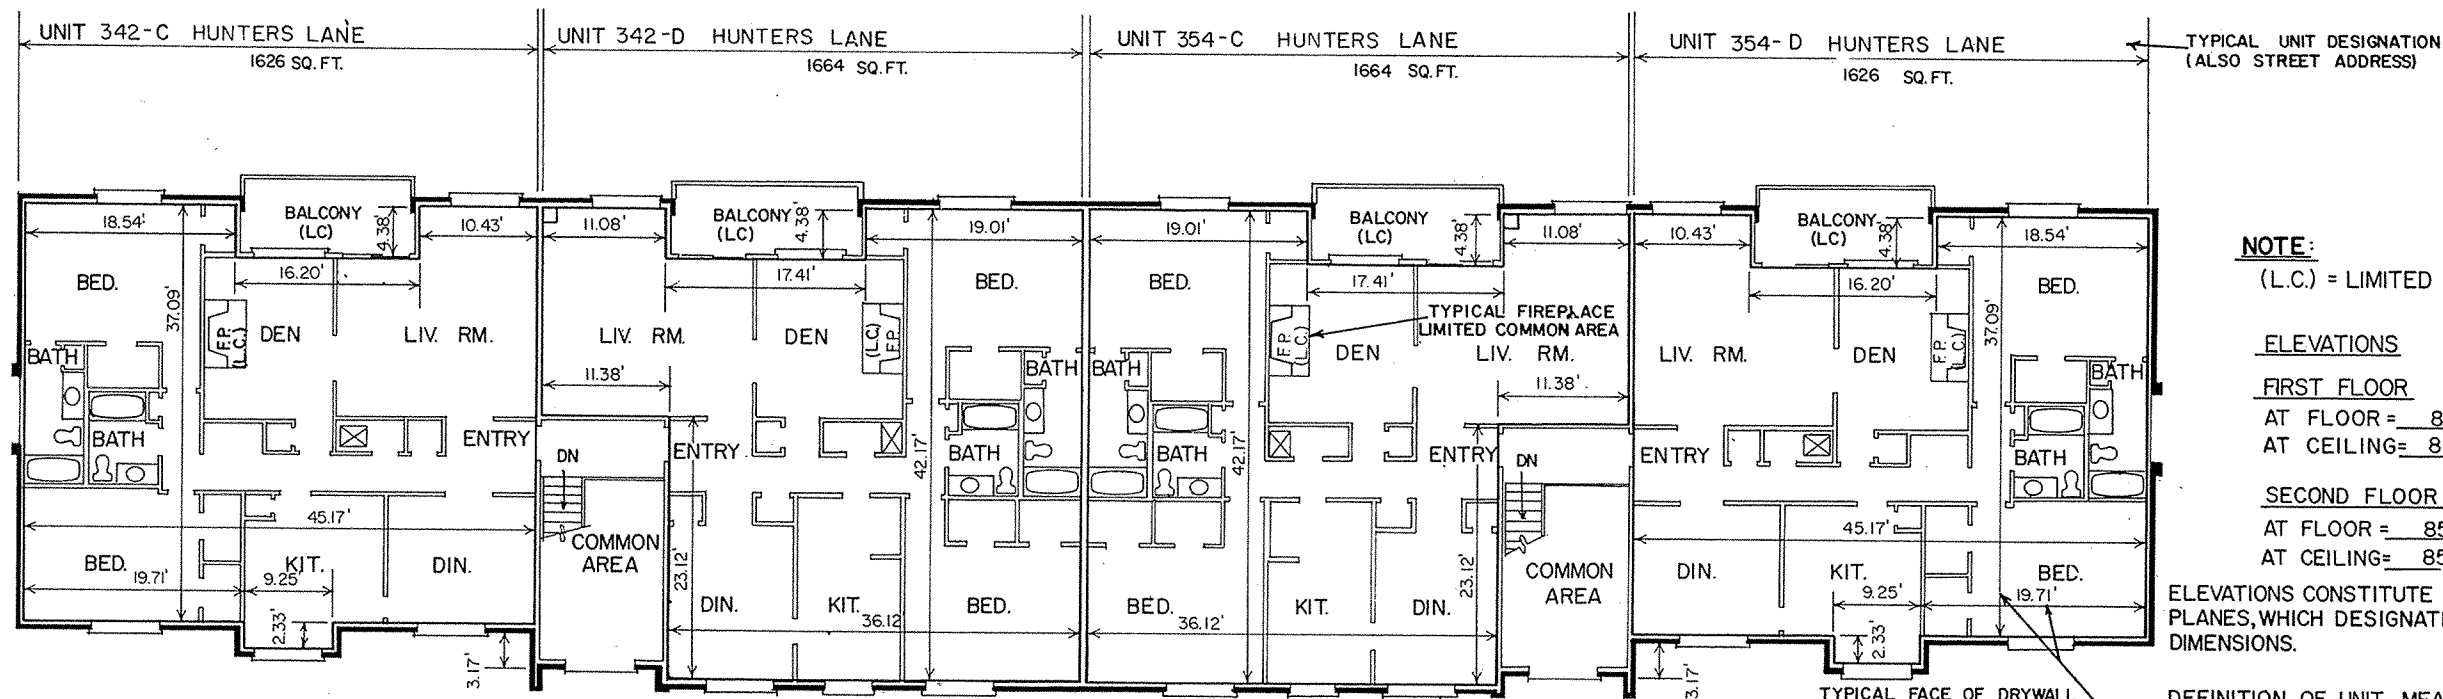 UNIT 342-C HUNTERS LANE
1626 SQ.FT.
UNIT 342-D HUNTERS LANE
1664 SQ.FT.
UNIT 354-C HUNTERS LANE
1664 SQ.FT.
UNIT 354-D HUNTERS LANE
1626 SQ.FT.
TYPICAL UNIT DESIGNATION
(ALSO STREET ADDRESS)
BALCONY
(LC)
4.38'
18.54'
10.43'
16.20'
BED.
37.09'
F.P.
(L.C.)
DEN
LIV. RM.
BATH
BATH
ENTRY
45.17'
BED.
19.71'
9.25'
KIT.
DIN.
2.33'
3.17'
11.08'
BALCONY
(LC)
4.38'
19.01'
17.41'
LIV. RM.
DEN
(L.C.)
F.P.
BED.
11.38'
BATH
BATH
ENTRY
42.17'
DN
COMMON
AREA
23.12'
DIN.
KIT.
BED.
36.12
19.01'
BALCONY
(LC)
4.38'
11.08'
17.41'
BED.
TYPICAL FIREPLACE
LIMITED COMMON AREA
F.P.
(L.C.)
DEN
LIV. RM.
11.38'
BATH
BATH
42.17'
ENTRY
DN
COMMON
AREA
23.12'
BED.
KIT.
DIN.
36.12'
10.43'
BALCONY
(LC)
4.38'
18.54'
16.20'
BED.
LIV. RM.
DEN
F.P.
(L.C.)
37.09'
BATH
BATH
ENTRY
45.17'
DIN.
KIT.
BED.
9.25'
19.71'
2.33'
3.17'
TYPICAL FACE OF DRYWALL
NOTE:
(L.C.) = LIMITED
ELEVATIONS
FIRST FLOOR
AT FLOOR = 8
AT CEILING= 8
SECOND FLOOR
AT FLOOR = 85
AT CEILING= 85
ELEVATIONS CONSTITUTE
PLANES, WHICH DESIGNAT
DIMENSIONS.
DEFINITION OF UNIT MEA